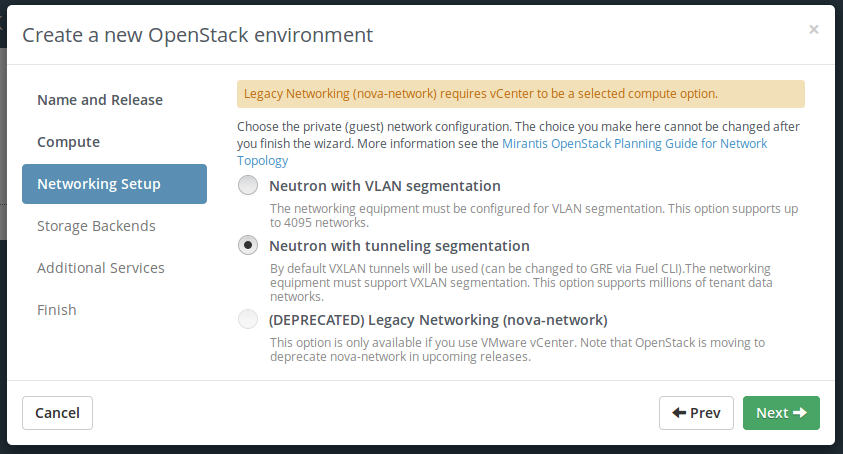 Create a new OpenStack environment
×
Name and Release
Compute
Networking Setup
Storage Backends
Additional Services
Finish
Legacy Networking (nova-network) requires vCenter to be a selected compute option.
Choose the private (guest) network configuration. The choice you make here cannot be changed after
you finish the wizard. More information see the Mirantis OpenStack Planning Guide for Network
Topology
Neutron with VLAN segmentation
The networking equipment must be configured for VLAN segmentation. This option supports up
to 4095 networks.
Neutron with tunneling segmentation
By default VXLAN tunnels will be used (can be changed to GRE via Fuel CLI).The networking
equipment must support VXLAN segmentation. This option supports millions of tenant data
networks.
(DEPRECATED) Legacy Networking (nova-network)
This option is only available if you use VMware vCenter. Note that OpenStack is moving to
deprecate nova-network in upcoming releases.
Cancel
Prev
Next